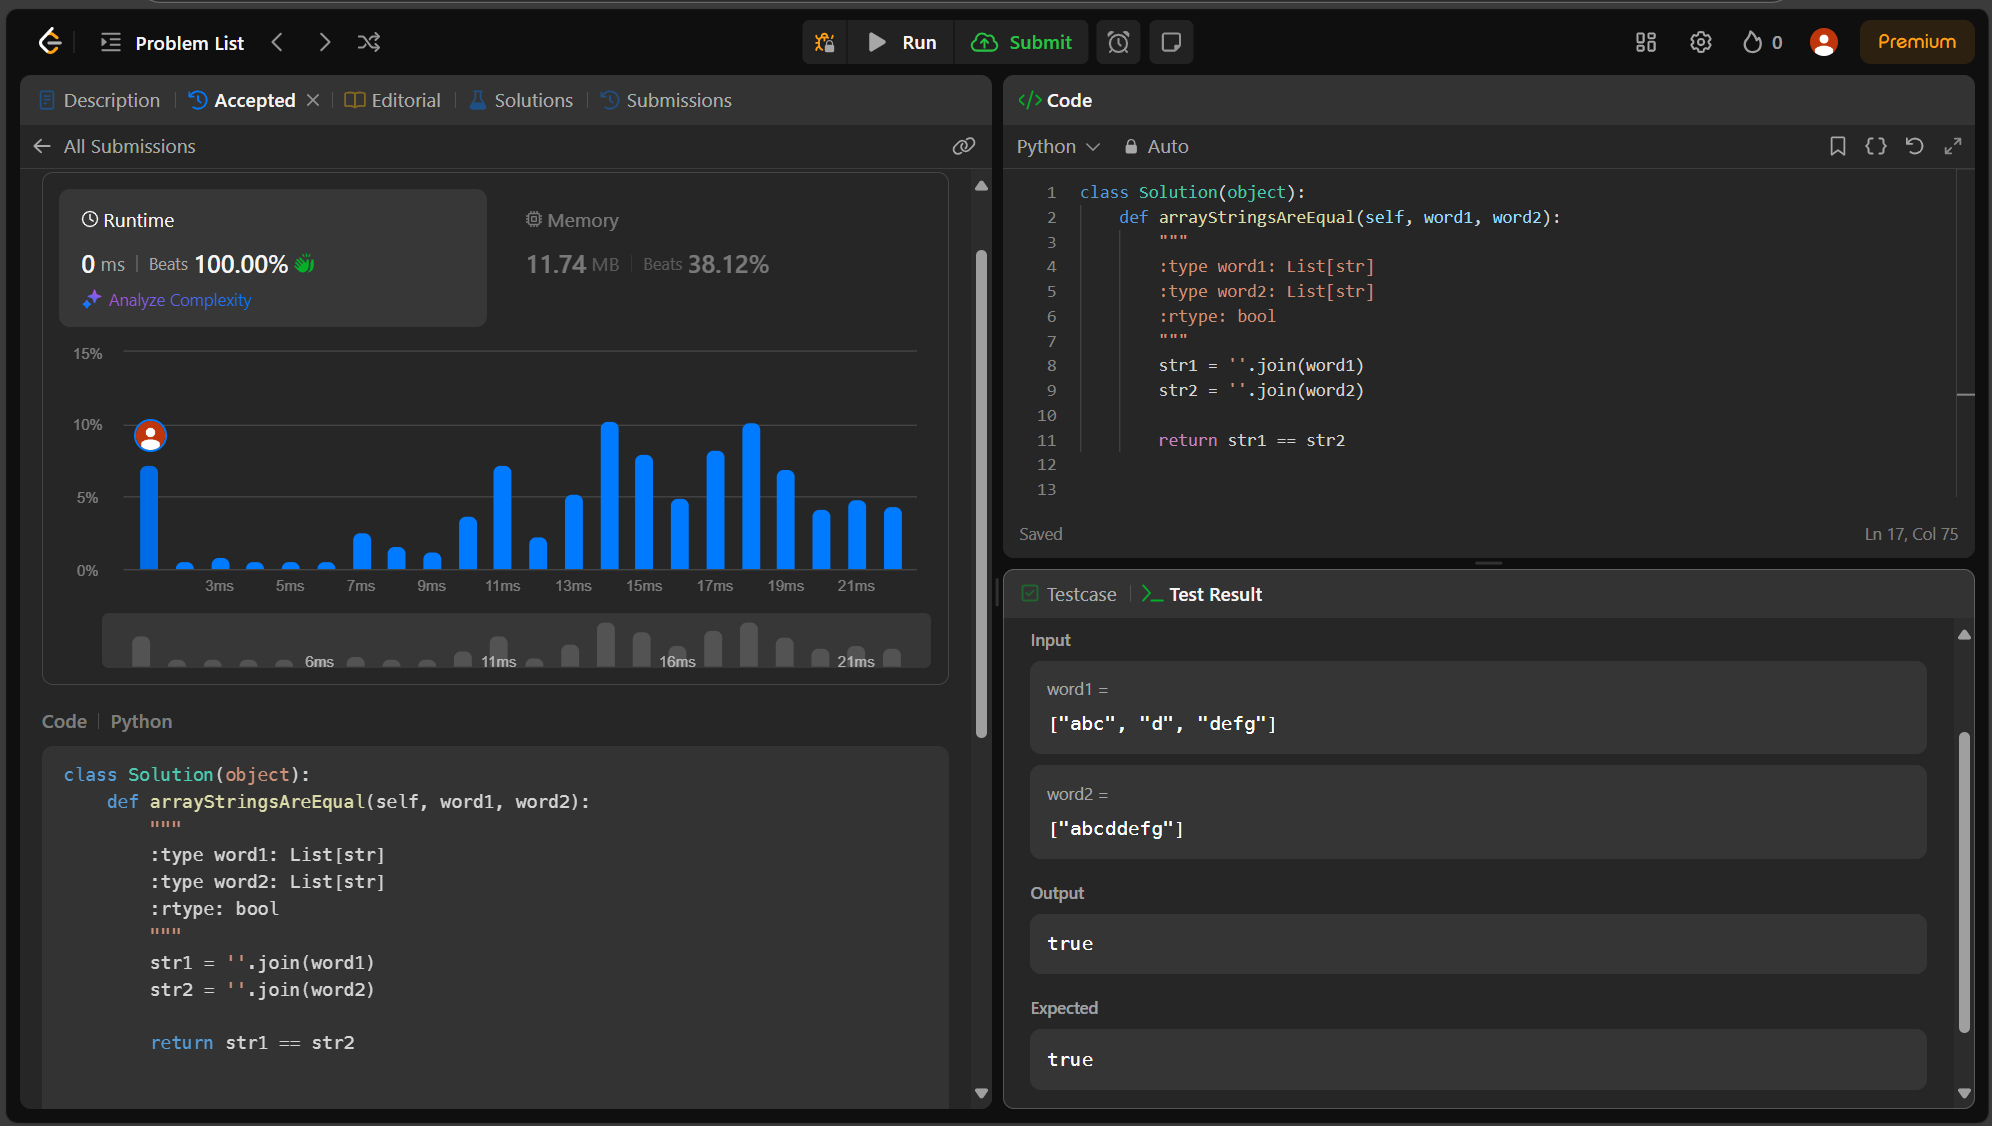 Problem List
Run
Submit
0
Premium
Description
Accepted
Editorial
Solutions
Submissions
All Submissions
Runtime
0 ms | Beats 100.00%
Analyze Complexity
Memory
11.74 MB | Beats 38.12%
15%
10%
5%
0%
3ms 5ms 7ms 9ms 11ms 13ms 15ms 17ms 19ms 21ms
6ms 11ms 16ms 21ms
Code | Python
class Solution(object):
    def arrayStringsAreEqual(self, word1, word2):
        """
        :type word1: List[str]
        :type word2: List[str]
        :rtype: bool
        """
        str1 = ''.join(word1)
        str2 = ''.join(word2)
        return str1 == str2
</> Code
Python
Auto
1 class Solution(object):
2     def arrayStringsAreEqual(self, word1, word2):
3         """
4         :type word1: List[str]
5         :type word2: List[str]
6         :rtype: bool
7         """
8         str1 = ''.join(word1)
9         str2 = ''.join(word2)
10
11         return str1 == str2
12
13
Saved
Ln 17, Col 75
Testcase
Test Result
Input
word1 =
["abc", "d", "defg"]
word2 =
["abcddefg"]
Output
true
Expected
true